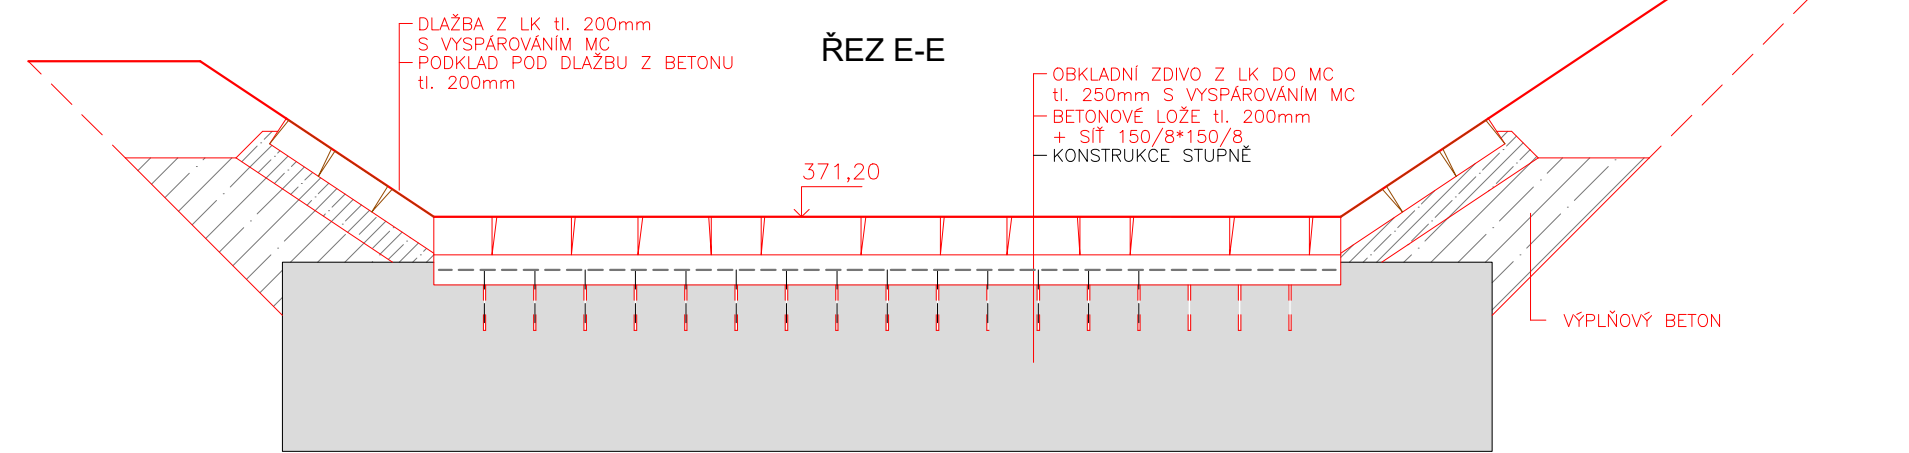 DLAŽBA Z LK tl. 200mm
S VYSPÁROVÁNÍM MC
PODKLAD POD DLAŽBU Z BETONU
tl. 200mm
ŘEZ E-E
OBKLADNÍ ZDIVO Z LK DO MC
tl. 250mm S VYSPÁROVÁNÍM MC
BETONOVÉ LOŽE tl. 200mm
+ SÍŤ 150/8*150/8
KONSTRUKCE STUPNĚ
371,20
VÝPLŇOVÝ BETON